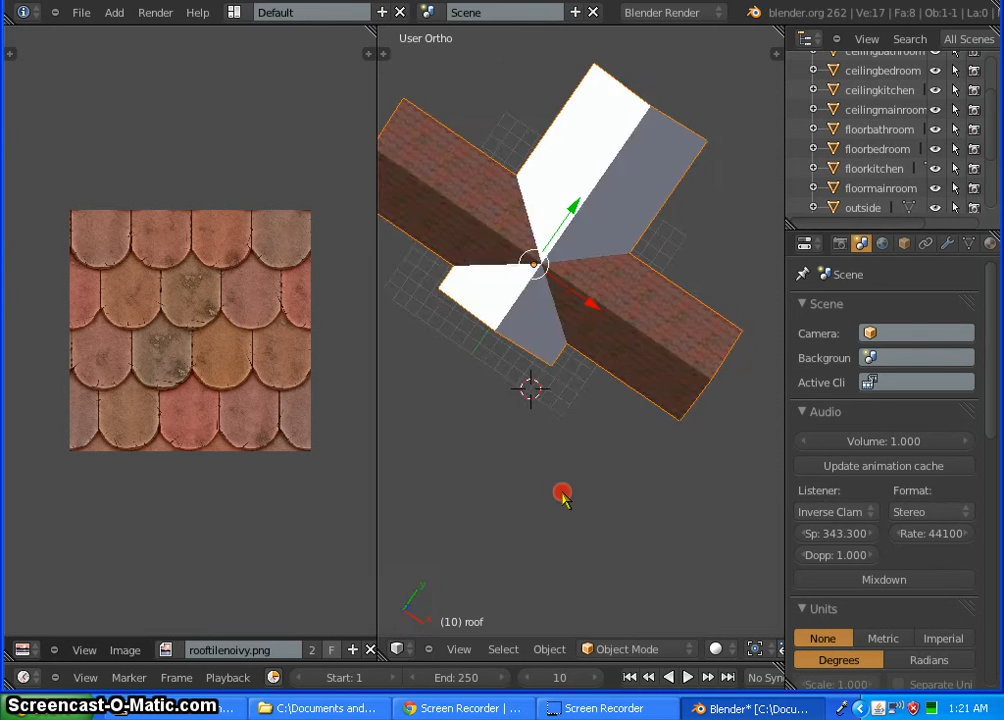 File Add Render Help Default Scene Blender Render blender.org 262 | Ve:17 | Fa:8 | Ob:1-1 | La:0 |
User Ortho
View Search All Scenes
ceilingbathroom
ceilingbedroom
ceilingkitchen
ceilingmainroom
floorbathroom
floorbedroom
floorkitchen
floormainroom
outside
Scene
Scene
Camera:
Backgroun
Active Cli
Audio
Volume: 1.000
Update animation cache
Listener: Format:
Inverse Clam Stereo
Sp: 343.300 Rate: 44100
Dopp: 1.000
Mixdown
Units
None Metric Imperial
Degrees Radians
Scale: 1.000 Separate Uni
y
x
(10) roof
View Image rooftilenoivy.png 2 F
View Select Object Object Mode
View Marker Frame Playback Start: 1 End: 250 10 No Syn
Screencast-O-Matic.com
C:\Documents and... Screen Recorder | ... Screen Recorder Blender* [C:\Docum... 1:21 AM